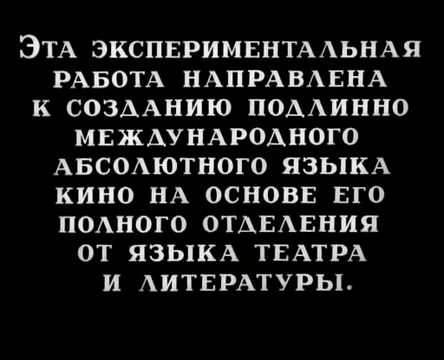 Эта экспериментальная
работа направлена
к созданию подлинно
международного
абсолютного языка
кино на основе его
полного отделения
от языка театра
и литературы.